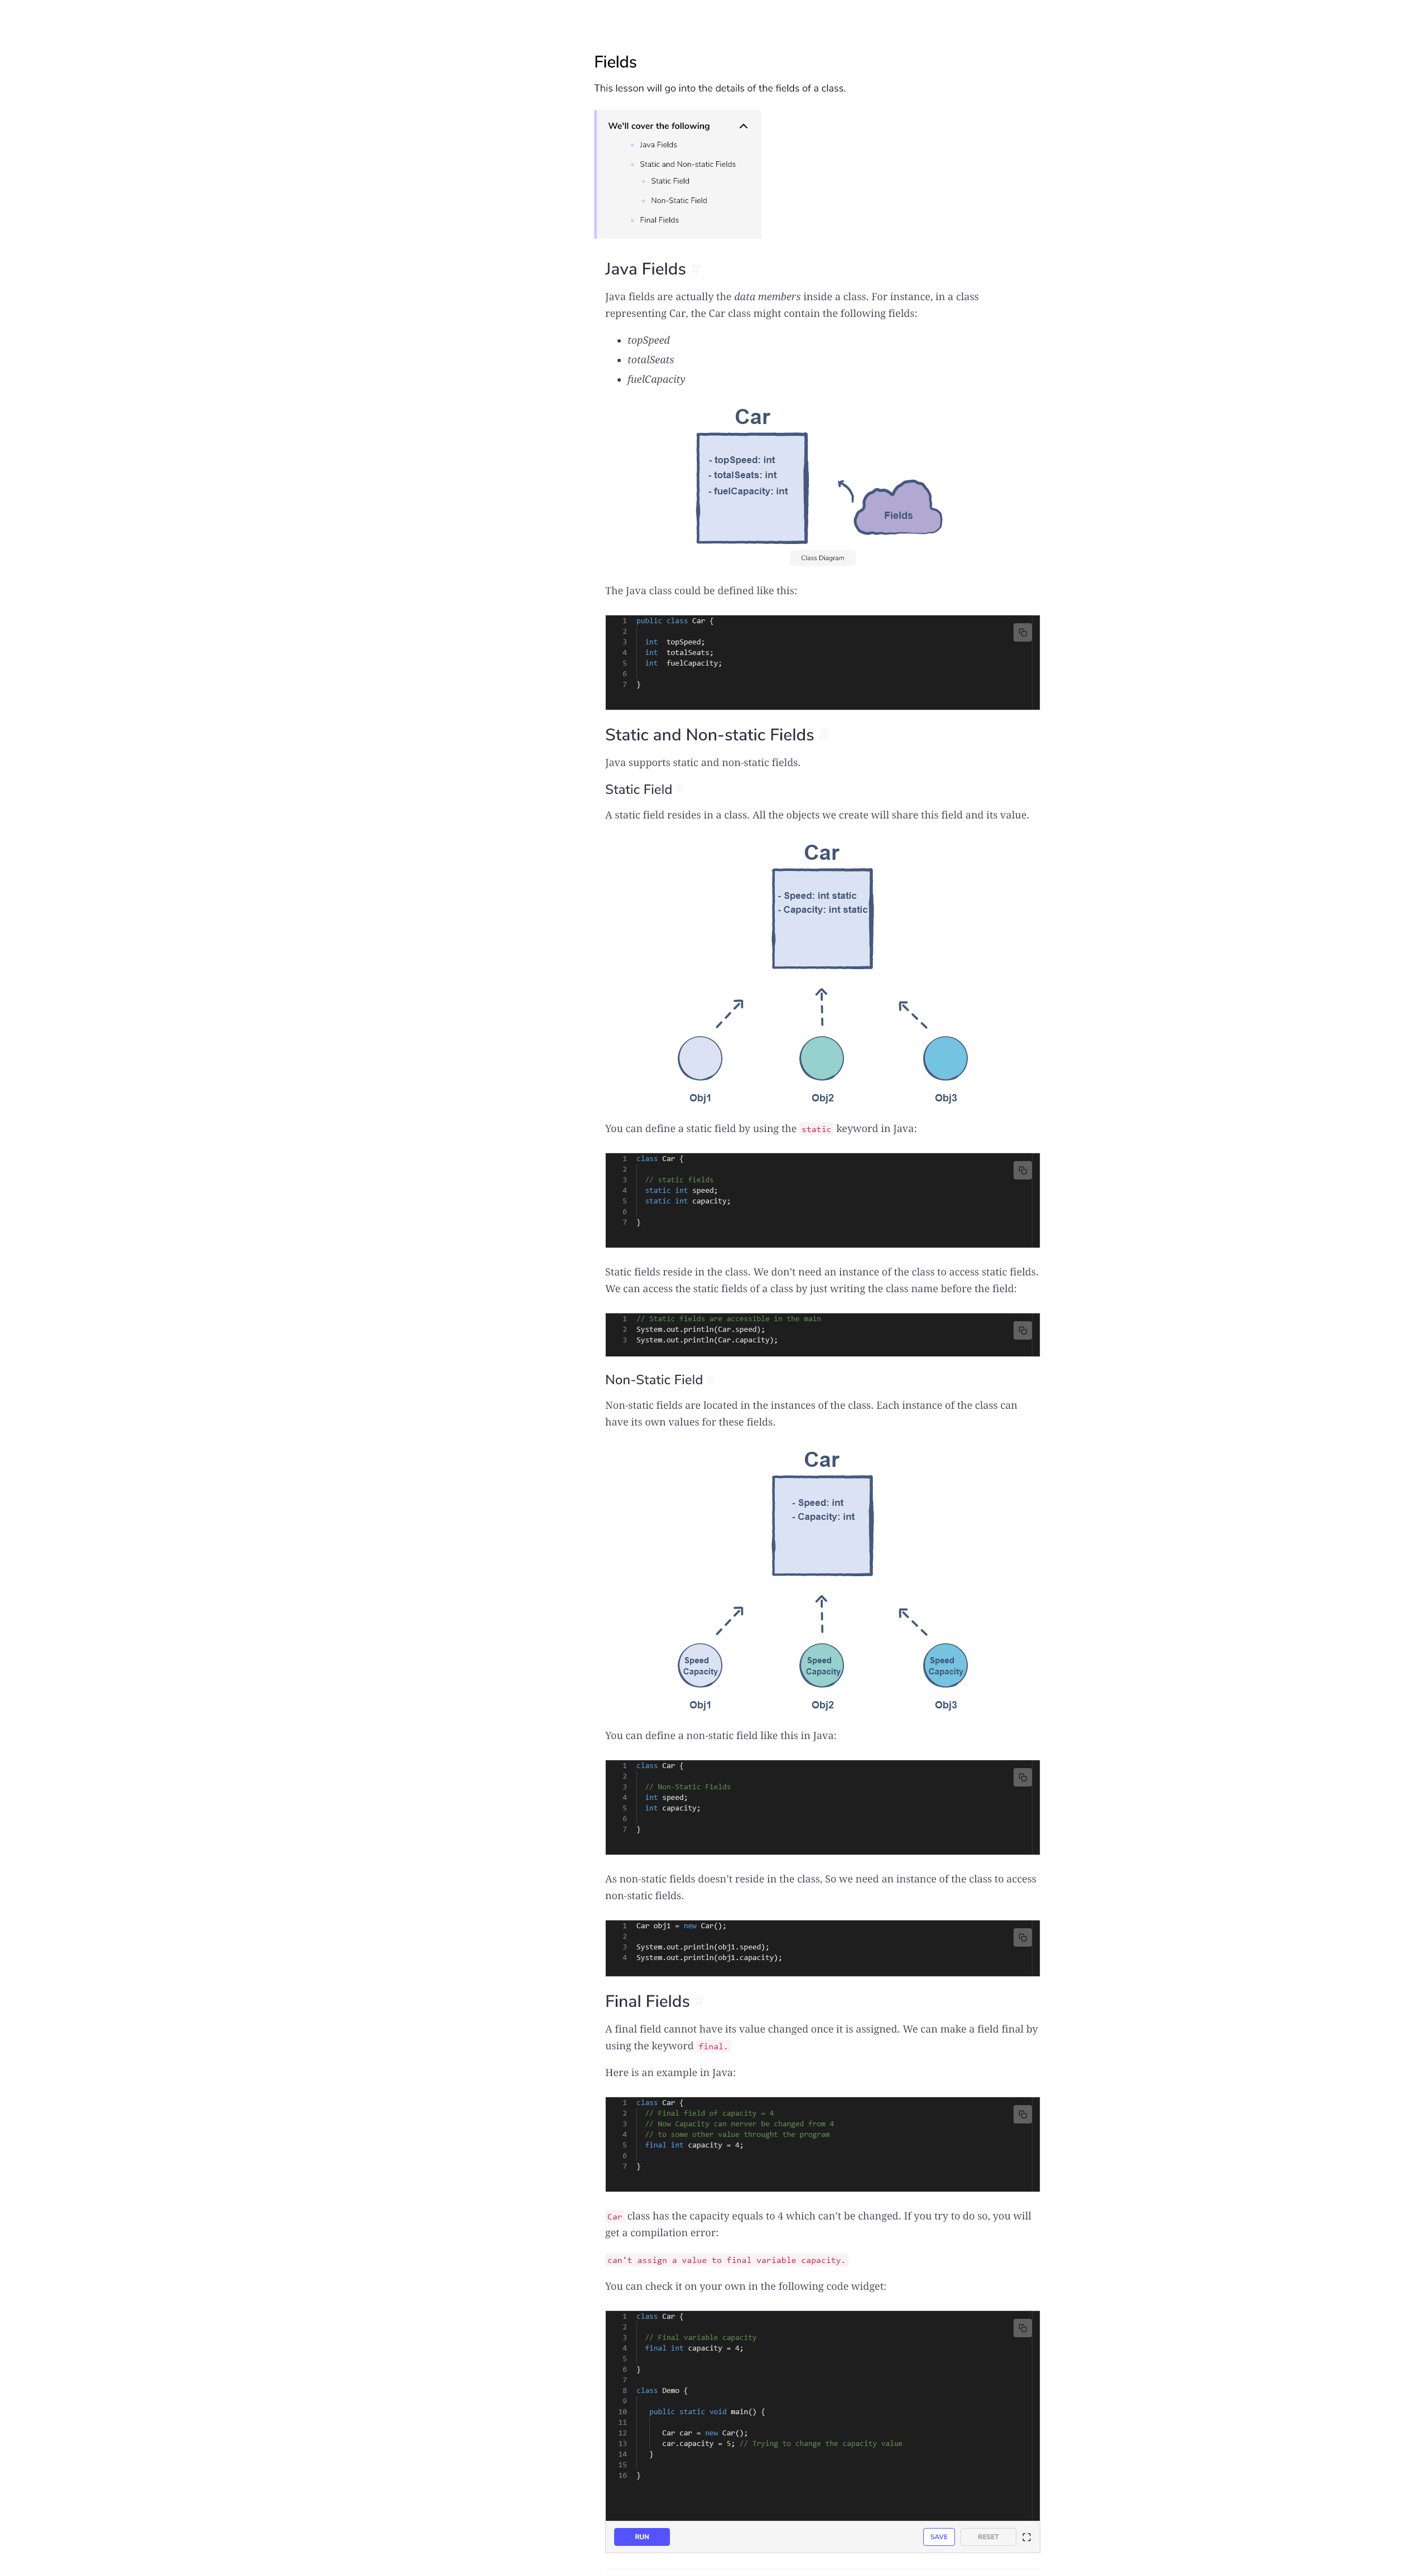 Fields
This lesson will go into the details of the fields of a class.
We'll cover the following
Java Fields
Static and Non-static Fields
Static Field
Non-Static Field
Final Fields
Java Fields #
Java fields are actually the data members inside a class. For instance, in a class
representing Car, the Car class might contain the following fields:
• topSpeed
• totalSeats
• fuelCapacity
Car
- topSpeed: int
- totalSeats: int
- fuelCapacity: int
Fields
Class Diagram
The Java class could be defined like this:
1 public class Car {
2
3 int topSpeed;
4 int totalSeats;
5 int fuelCapacity;
6
7 }
Static and Non-static Fields #
Java supports static and non-static fields.
Static Field #
A static field resides in a class. All the objects we create will share this field and its value.
Car
- Speed: int static
- Capacity: int static
Obj1 Obj2 Obj3
You can define a static field by using the static keyword in Java:
1 class Car {
2
3 // static fields
4 static int speed;
5 static int capacity;
6
7 }
Static fields reside in the class. We don't need an instance of the class to access static fields.
We can access the static fields of a class by just writing the class name before the field:
1 // Static fields are accessible in the main
2 System.out.println(Car.speed);
3 System.out.println(Car.capacity);
Non-Static Field #
Non-static fields are located in the instances of the class. Each instance of the class can
have its own values for these fields.
Car
- Speed: int
- Capacity: int
Speed Speed Speed
Capacity Capacity Capacity
Obj1 Obj2 Obj3
You can define a non-static field like this in Java:
1 class Car {
2
3 // Non-Static Fields
4 int speed;
5 int capacity;
6
7 }
As non-static fields doesn't reside in the class, So we need an instance of the class to access
non-static fields.
1 Car obj1 = new Car();
2
3 System.out.println(obj1.speed);
4 System.out.println(obj1.capacity);
Final Fields #
A final field cannot have its value changed once it is assigned. We can make a field final by
using the keyword final.
Here is an example in Java:
1 class Car {
2 // Final field of capacity = 4
3 // Now Capacity can nerver be changed from 4
4 // to some other value throught the program
5 final int capacity = 4;
6
7 }
Car class has the capacity equals to 4 which can't be changed. If you try to do so, you will
get a compilation error:
can't assign a value to final variable capacity.
You can check it on your own in the following code widget:
1 class Car {
2
3 // Final variable capacity
4 final int capacity = 4;
5
6 }
7
8 class Demo {
9
10 public static void main() {
11
12 Car car = new Car();
13 car.capacity = 5; // Trying to change the capacity value
14 }
15
16 }
RUN SAVE RESET